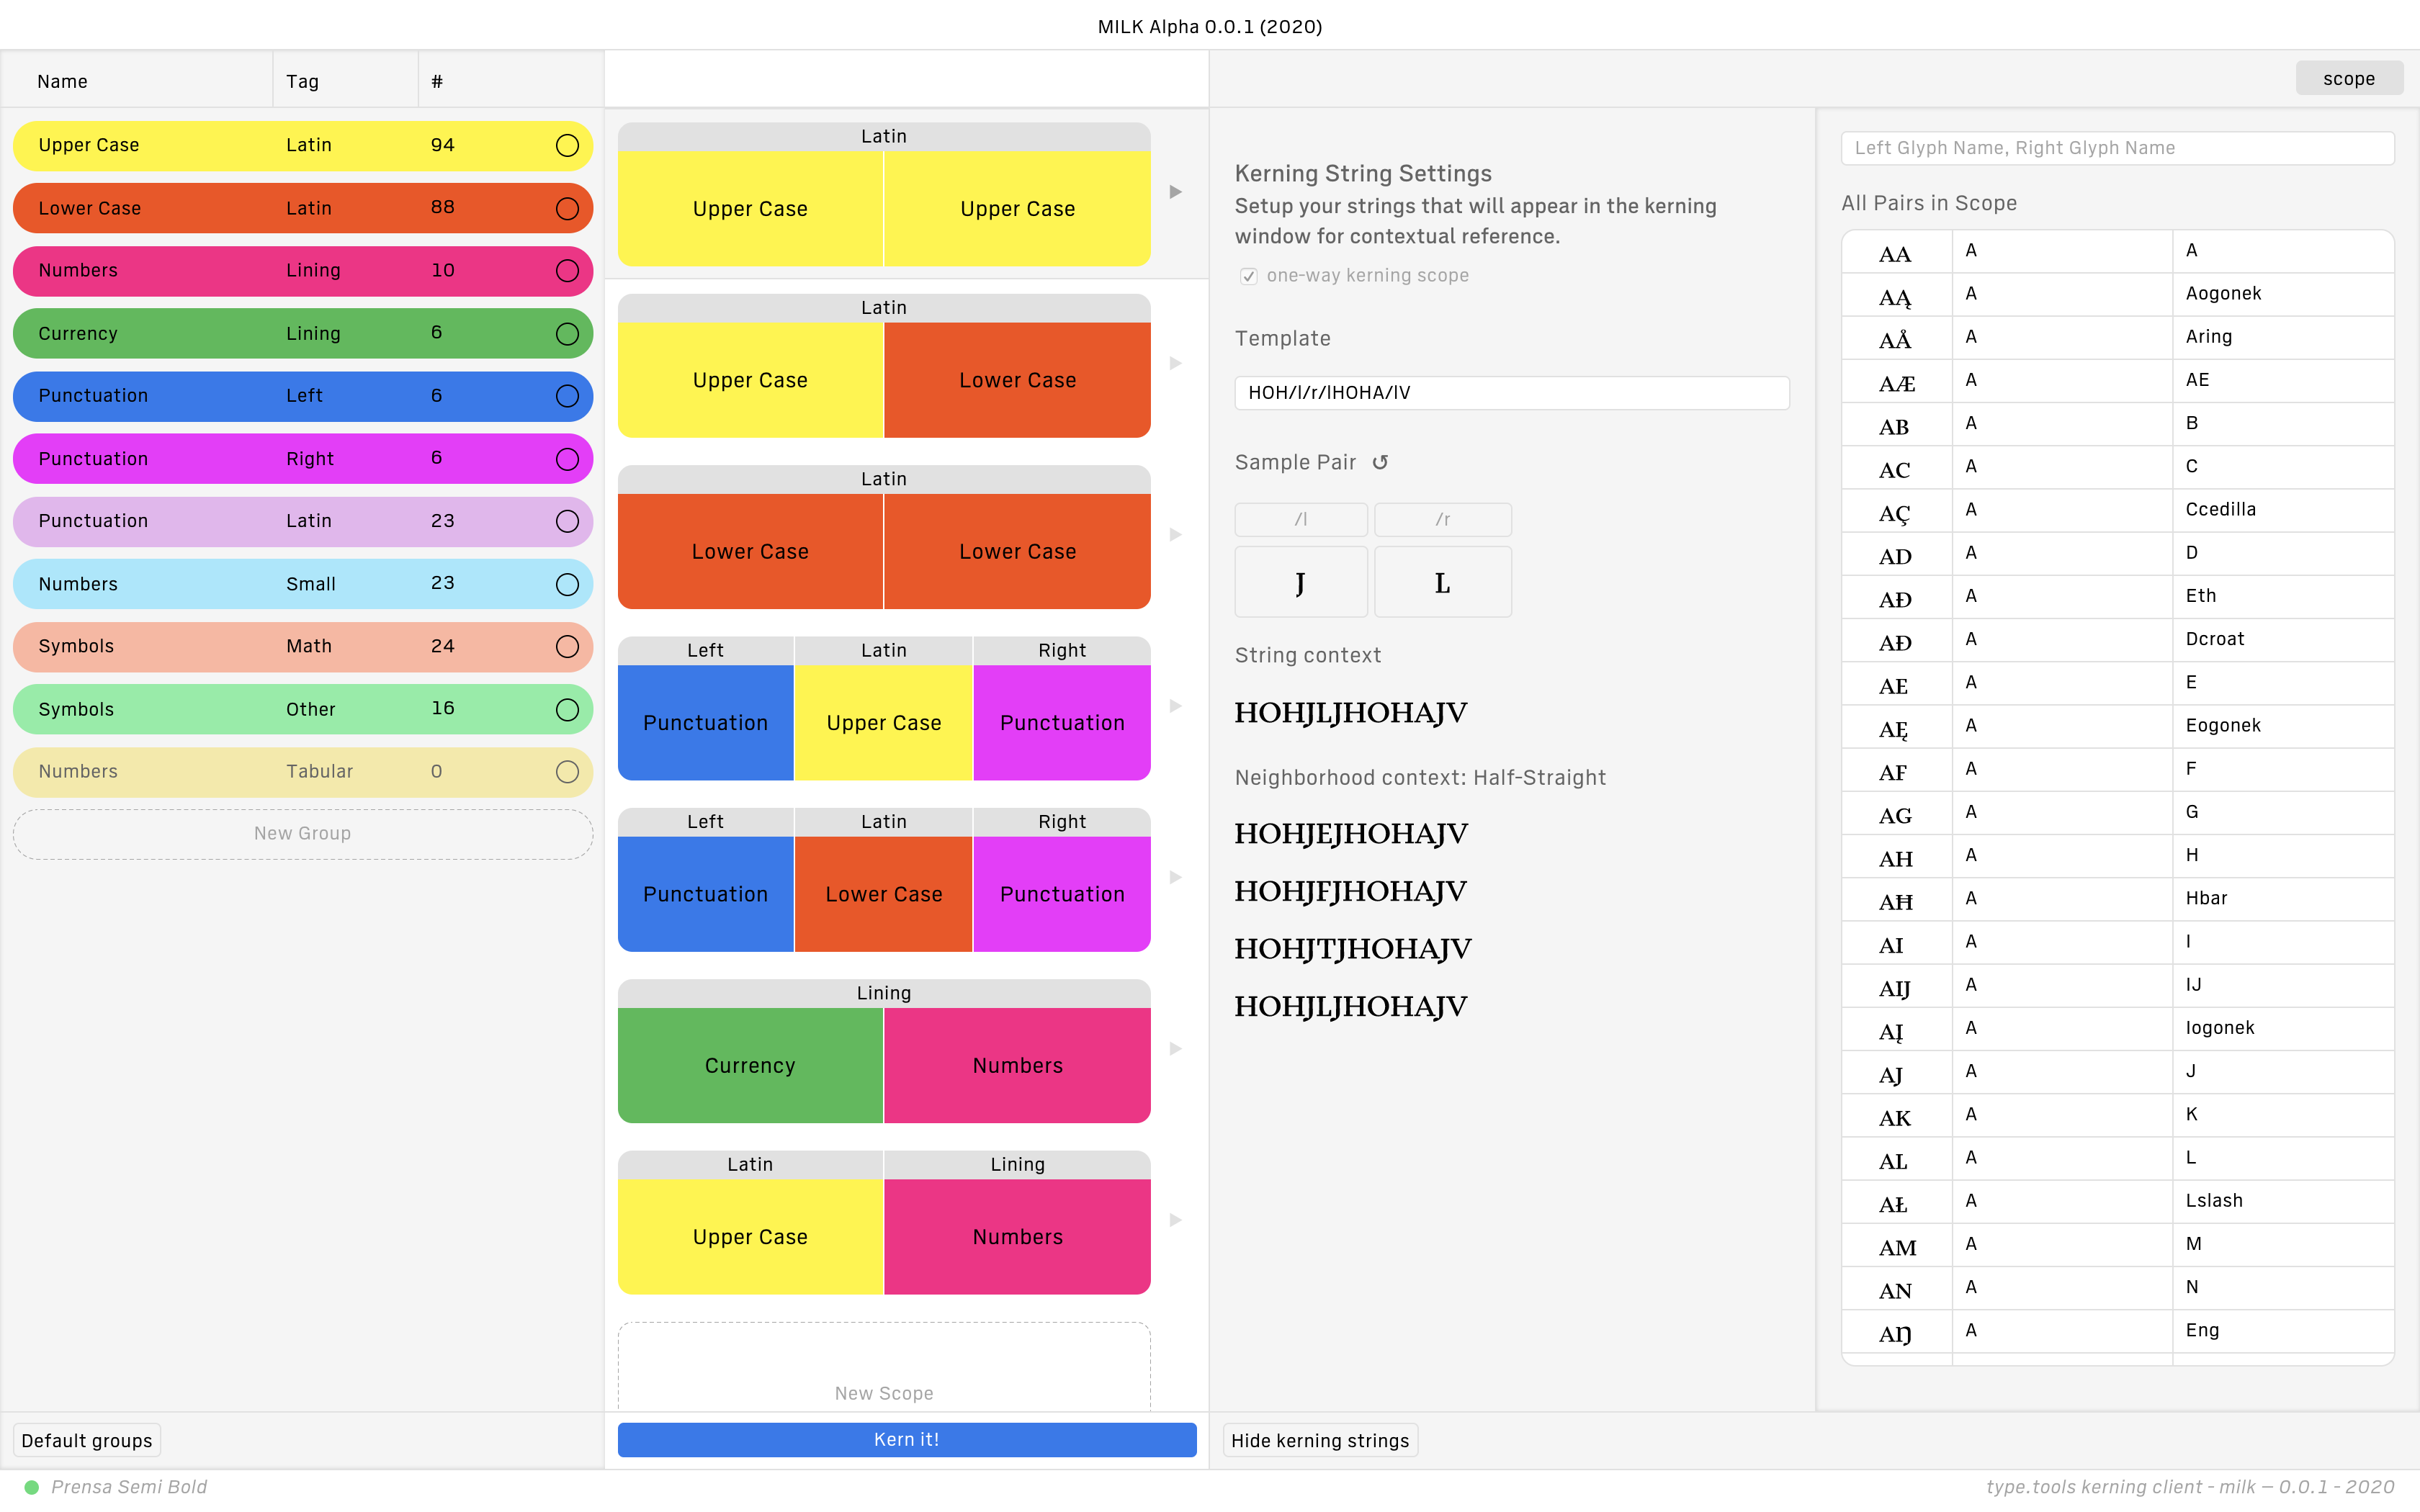 MILK Alpha 0.0.1 (2020)
Name Tag #
Upper Case Latin 94
Lower Case Latin 88
Numbers Lining 10
Currency Lining 6
Punctuation Left 6
Punctuation Right 6
Punctuation Latin 23
Numbers Small 23
Symbols Math 24
Symbols Other 16
Numbers Tabular 0
New Group
Default groups
Latin
Upper Case Upper Case
Latin
Upper Case Lower Case
Latin
Lower Case Lower Case
Left Latin Right
Punctuation Upper Case Punctuation
Left Latin Right
Punctuation Lower Case Punctuation
Lining
Currency Numbers
Latin Lining
Upper Case Numbers
New Scope
Kern it!
scope
Kerning String Settings
Setup your strings that will appear in the kerning
window for contextual reference.
one-way kerning scope
Template
HOH/l/r/lHOHA/lV
Sample Pair ↺
/l /r
J L
String context
HOHJLJHOHAJV
Neighborhood context: Half-Straight
HOHJEJHOHAJV
HOHJFJHOHAJV
HOHJTJHOHAJV
HOHJLJHOHAJV
Hide kerning strings
Left Glyph Name, Right Glyph Name
All Pairs in Scope
AA A A
AĄ A Aogonek
AÅ A Aring
AÆ A AE
AB A B
AC A C
AÇ A Ccedilla
AD A D
AÐ A Eth
AĐ A Dcroat
AE A E
AĘ A Eogonek
AF A F
AG A G
AH A H
AĦ A Hbar
AI A I
AIJ A IJ
AĮ A Iogonek
AJ A J
AK A K
AL A L
AŁ A Lslash
AM A M
AN A N
AŊ A Eng
Prensa Semi Bold
type.tools kerning client - milk – 0.0.1 - 2020